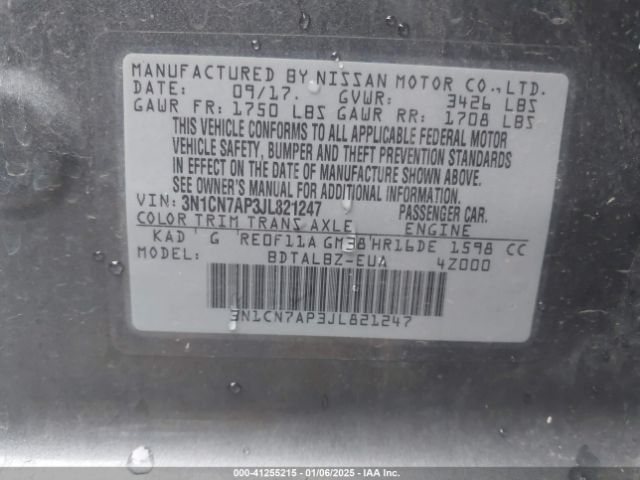 MANUFACTURED BY NISSAN MOTOR CO.,LTD.
DATE: 09/17. GVWR: 3426 LBS
GAWR FR: 1750 LBS GAWR RR: 1708 LBS
THIS VEHICLE CONFORMS TO ALL APPLICABLE FEDERAL MOTOR
VEHICLE SAFETY, BUMPER AND THEFT PREVENTION STANDARDS
IN EFFECT ON THE DATE OF MANUFACTURE SHOWN ABOVE.
SEE OWNER'S MANUAL FOR ADDITIONAL INFORMATION.
VIN: 3N1CN7AP3JL821247 PASSENGER CAR.
COLOR TRIM TRANS AXLE ENGINE
KAD G RE0F11A GM38 HR16DE 1598 CC
MODEL: BDTALBZ-EUA 4Z000
3N1CN7AP3JL821247
000-41255215 - 01/06/2025 - IAA Inc.